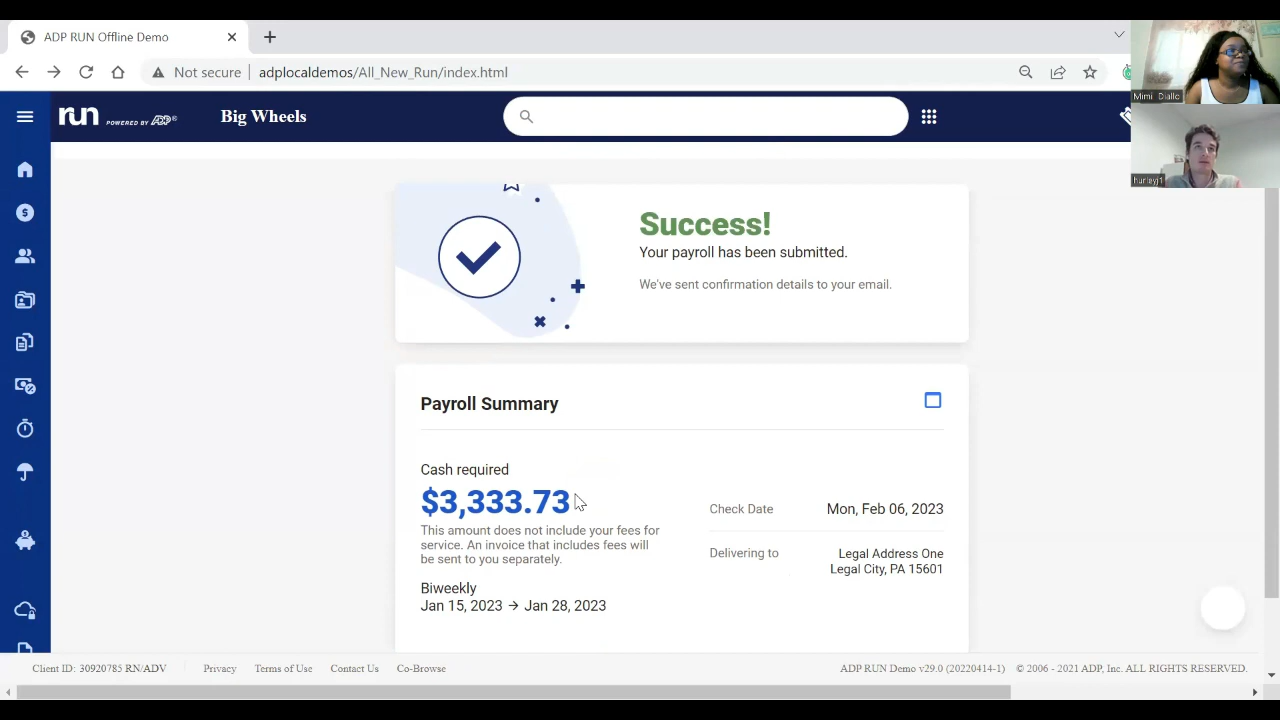 ADP RUN Offline Demo
Not secure
adplocaldemos/All_New_Run/index.html
Mimi Diallo
run POWERED BY ADP®
Big Wheels
hurleyj1
Success!
Your payroll has been submitted.
We've sent confirmation details to your email.
Payroll Summary
Cash required
$3,333.73
This amount does not include your fees for
service. An invoice that includes fees will
be sent to you separately.
Biweekly
Jan 15, 2023 → Jan 28, 2023
Check Date
Mon, Feb 06, 2023
Delivering to
Legal Address One
Legal City, PA 15601
Client ID: 30920785 RN/ADV
Privacy
Terms of Use
Contact Us
Co-Browse
ADP RUN Demo v29.0 (20220414-1)
© 2006 - 2021 ADP, Inc. ALL RIGHTS RESERVED.